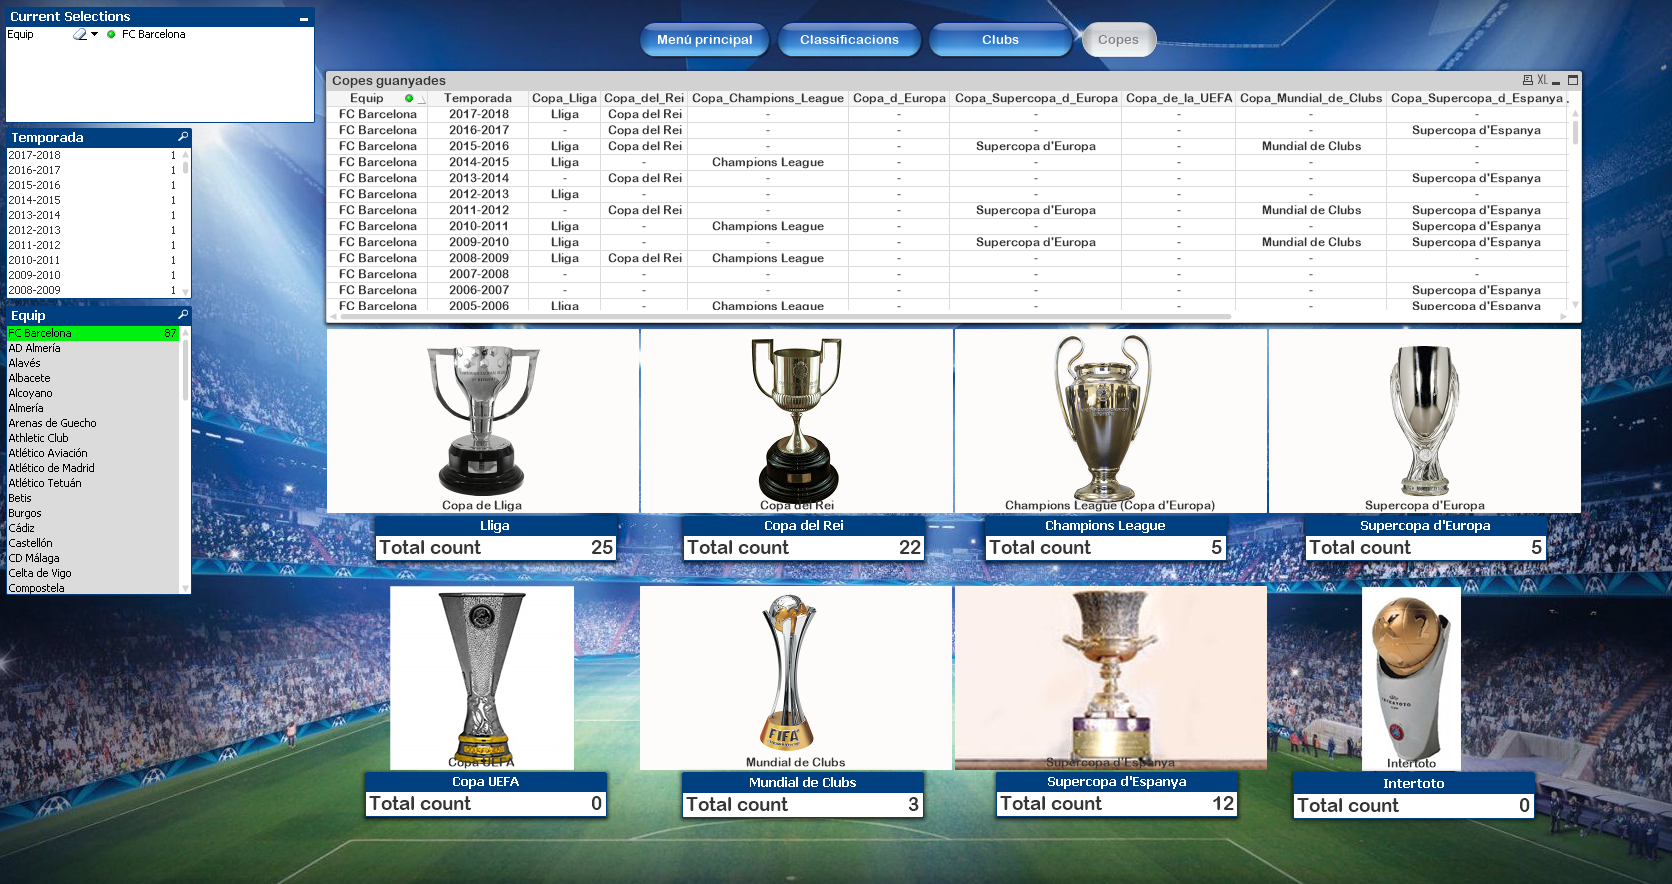 Current Selections
Equip FC Barcelona
Menú principal Classificacions Clubs Copes
Temporada
2017-2018 1
2016-2017 1
2015-2016 1
2014-2015 1
2013-2014 1
2012-2013 1
2011-2012 1
2010-2011 1
2009-2010 1
2008-2009 1
Equip
FC Barcelona 87
AD Almería
Alavés
Albacete
Alcoyano
Almería
Arenas de Guecho
Athletic Club
Atlético Aviación
Atlético de Madrid
Atlético Tetuán
Betis
Burgos
Cádiz
Castellón
CD Málaga
Celta de Vigo
Compostela
Copes guanyades XL
Equip Temporada Copa_Lliga Copa_del_Rei Copa_Champions_League Copa_d_Europa Copa_Supercopa_d_Europa Copa_de_la_UEFA Copa_Mundial_de_Clubs Copa_Supercopa_d_Espanya
FC Barcelona 2017-2018 Lliga Copa del Rei - - - - - -
FC Barcelona 2016-2017 - Copa del Rei - - - - - Supercopa d'Espanya
FC Barcelona 2015-2016 Lliga Copa del Rei - - Supercopa d'Europa - Mundial de Clubs -
FC Barcelona 2014-2015 Lliga - Champions League - - - - -
FC Barcelona 2013-2014 - Copa del Rei - - - - - Supercopa d'Espanya
FC Barcelona 2012-2013 Lliga - - - - - - -
FC Barcelona 2011-2012 - Copa del Rei - - Supercopa d'Europa - Mundial de Clubs Supercopa d'Espanya
FC Barcelona 2010-2011 Lliga - Champions League - - - - Supercopa d'Espanya
FC Barcelona 2009-2010 Lliga - - - Supercopa d'Europa - Mundial de Clubs Supercopa d'Espanya
FC Barcelona 2008-2009 Lliga Copa del Rei Champions League - - - - -
FC Barcelona 2007-2008 - - - - - - - -
FC Barcelona 2006-2007 - - - - - - - Supercopa d'Espanya
FC Barcelona 2005-2006 Lliga - Champions League - - - - Supercopa d'Espanya
Copa de Lliga
Copa del Rei
Champions League (Copa d'Europa)
Supercopa d'Europa
Lliga
Total count 25
Copa del Rei
Total count 22
Champions League
Total count 5
Supercopa d'Europa
Total count 5
Copa UEFA
FIFA
Mundial de Clubs
Supercopa d'Espanya
INTERTOTO
Intertoto
Copa UEFA
Total count 0
Mundial de Clubs
Total count 3
Supercopa d'Espanya
Total count 12
Intertoto
Total count 0